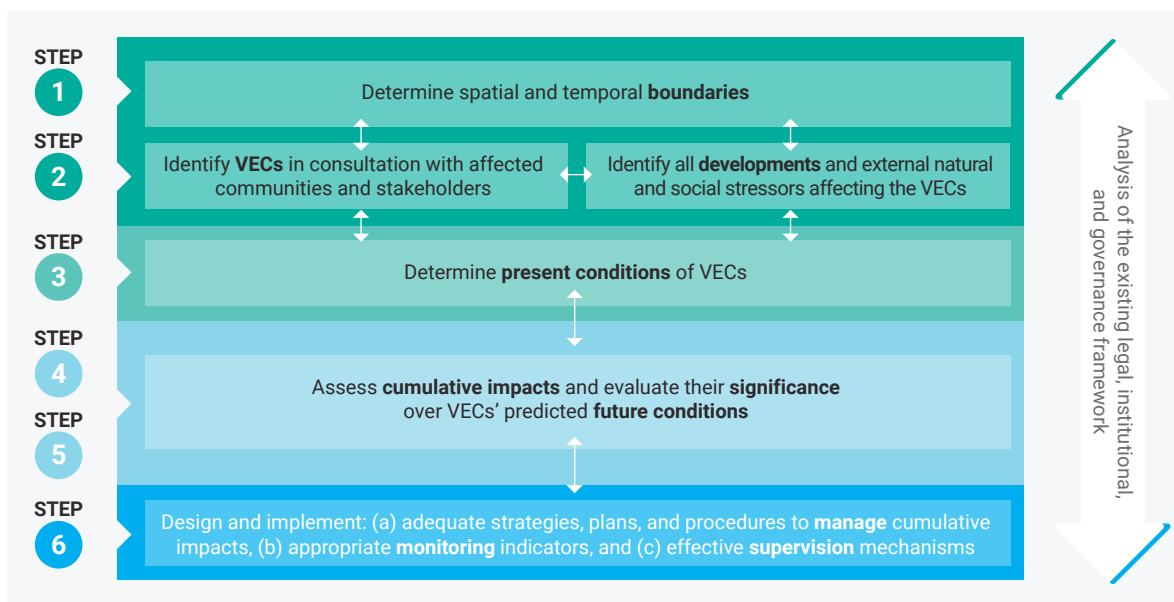 STEP
1
Determine spatial and temporal boundaries
STEP
2
Identify VECs in consultation with affected
communities and stakeholders
Identify all developments and external natural
and social stressors affecting the VECs
STEP
3
Determine present conditions of VECs
STEP
4
STEP
5
Assess cumulative impacts and evaluate their significance
over VECs’ predicted future conditions
STEP
6
Design and implement: (a) adequate strategies, plans, and procedures to manage cumulative
impacts, (b) appropriate monitoring indicators, and (c) effective supervision mechanisms
Analysis of the existing legal, institutional,
and governance framework